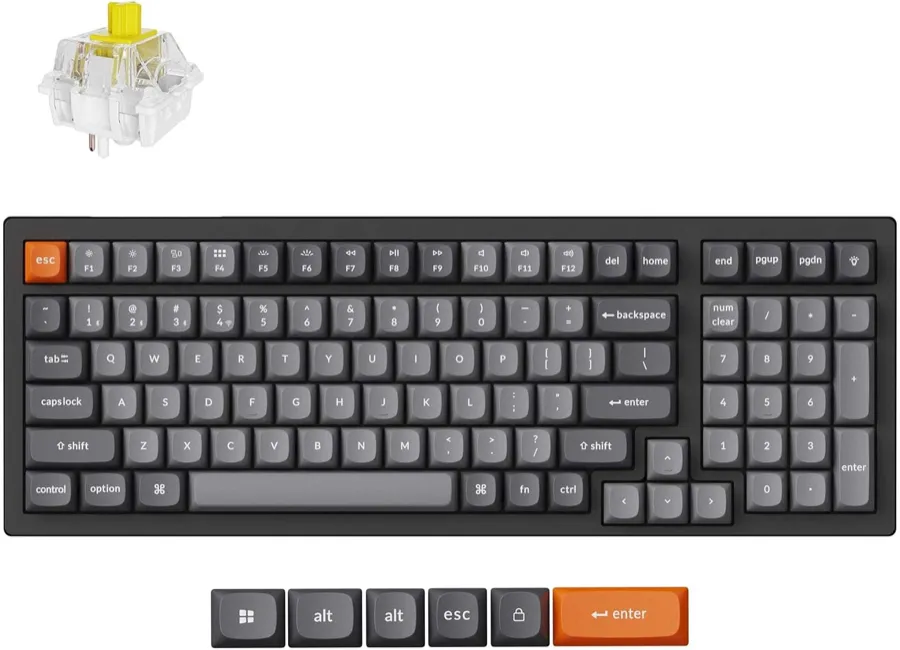 esc F1 F2 F3 F4 F5 F6 F7 F8 F9 F10 F11 F12 del home end pgup pgdn
~ ! @ # $ % ^ & * ( ) _ +
` 1 2 3 4 5 6 7 8 9 0 - = backspace num clear / * -
tab Q W E R T Y U I O P { [ } ] | \ 7 8 9 +
caps lock A S D F G H J K L : ; " ' enter 4 5 6
shift Z X C V B N M < , > . ? / shift 1 2 3 enter
control option ⌘ ⌘ fn ctrl 0 .
alt alt esc enter